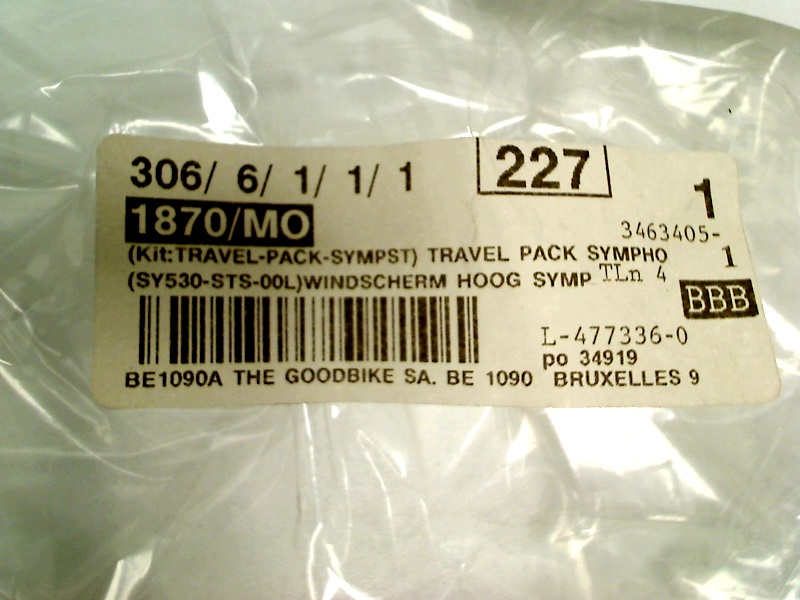 306/ 6/ 1/ 1/ 1
227
1
1870/MO
3463405-
1
(Kit:TRAVEL-PACK-SYMPST) TRAVEL PACK SYMPHO
(SY530-STS-00L)WINDSCHERM HOOG SYMP TLn 4
BBB
L-477336-0
po 34919
BE1090A THE GOODBIKE SA. BE 1090 BRUXELLES 9